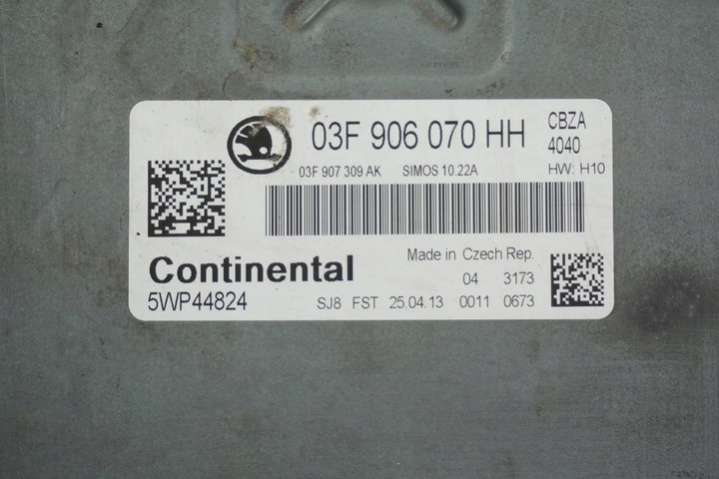 03F 906 070 HH
CBZA
4040
03F 907 309 AK SIMOS 10.22A HW: H10
Continental
Made in Czech Rep.
04 3173
5WP44824 SJ8 FST 25.04.13 0011 0673